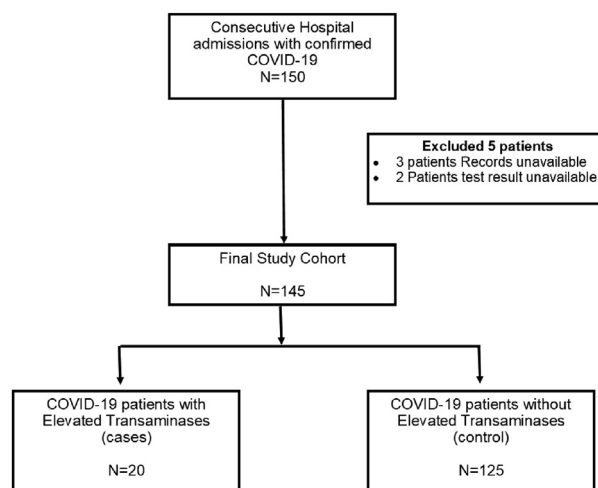 Consecutive Hospital
admissions with confirmed
COVID-19
N=150
Excluded 5 patients
• 3 patients Records unavailable
• 2 Patients test result unavailable
Final Study Cohort
N=145
COVID-19 patients with
Elevated Transaminases
(cases)
N=20
COVID-19 patients without
Elevated Transaminases
(control)
N=125